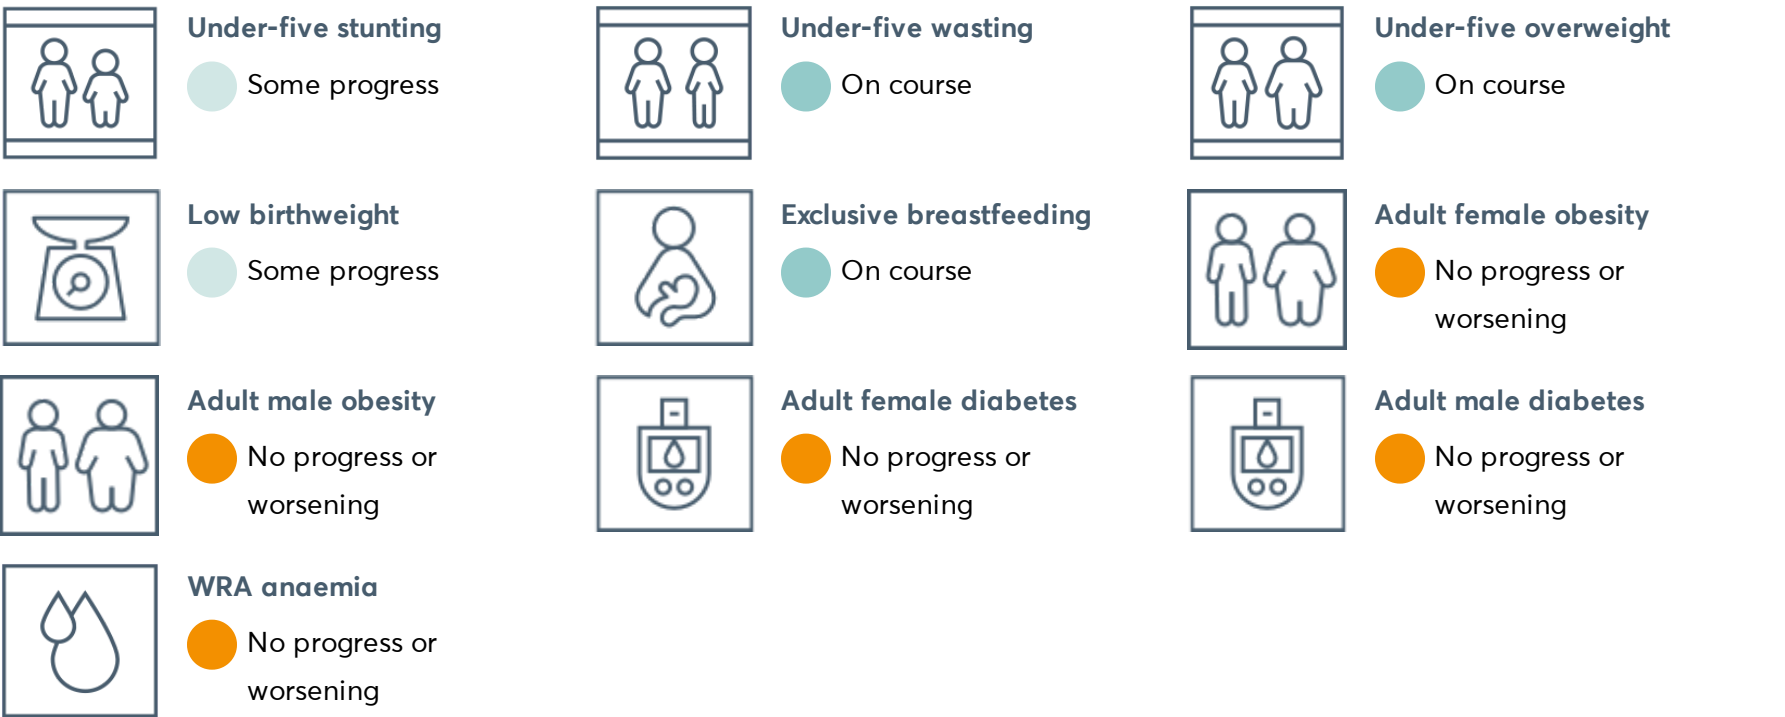 Under-five stunting
Some progress
Under-five wasting
On course
Under-five overweight
On course
Low birthweight
Some progress
Exclusive breastfeeding
On course
Adult female obesity
No progress or
worsening
Adult male obesity
No progress or
worsening
Adult female diabetes
No progress or
worsening
Adult male diabetes
No progress or
worsening
WRA anaemia
No progress or
worsening